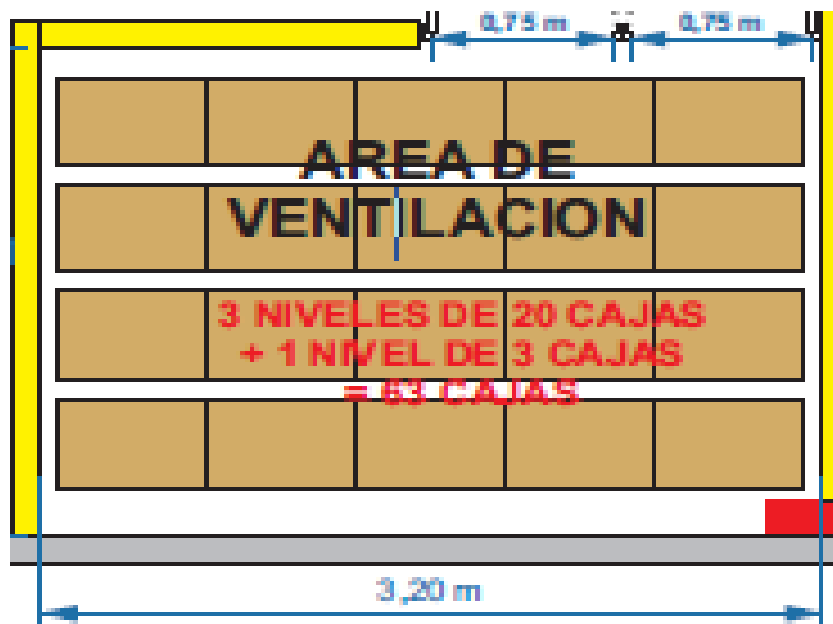 0,75 m 0,75 m
AREA DE
VENTILACION
3 NIVELES DE 20 CAJAS
+ 1 NIVEL DE 3 CAJAS
= 63 CAJAS
3,20 m